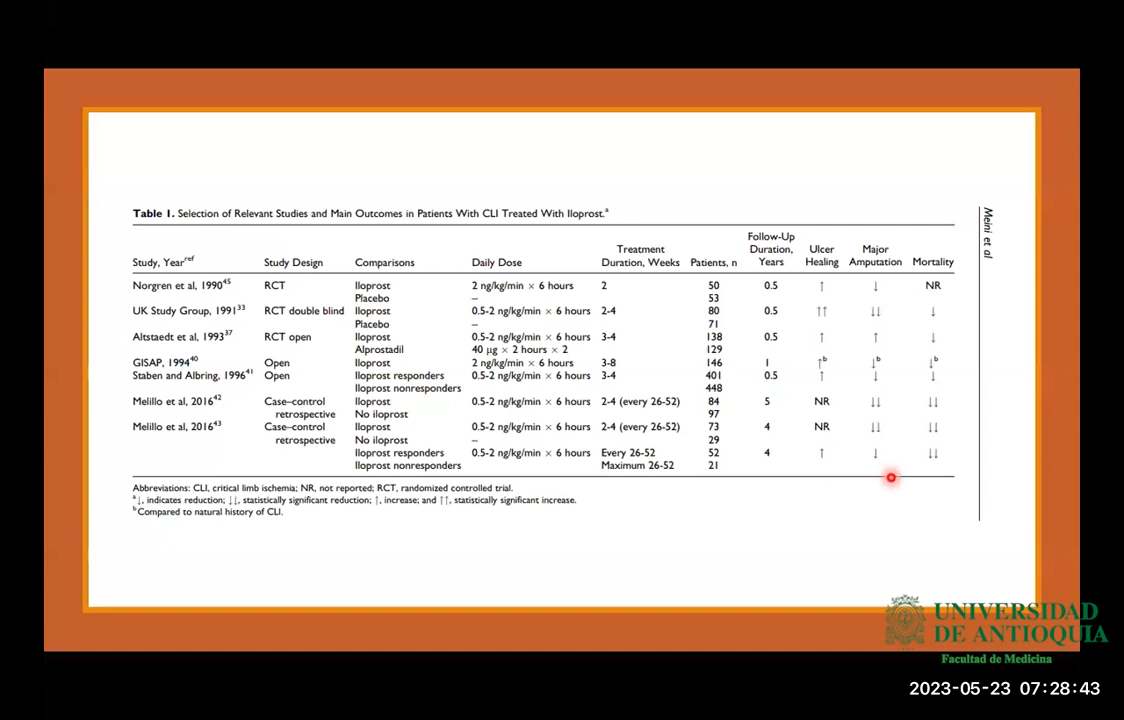 Table 1. Selection of Relevant Studies and Main Outcomes in Patients With CLI Treated With Iloprost.a
Study, Yearref Study Design Comparisons Daily Dose Treatment Duration, Weeks Patients, n Follow-Up Duration, Years Ulcer Healing Major Amputation Mortality
Norgren et al, 199045 RCT Iloprost 2 ng/kg/min × 6 hours 2 50 0.5 ↑ ↓ NR
Placebo – 53
UK Study Group, 199133 RCT double blind Iloprost 0.5-2 ng/kg/min × 6 hours 2-4 80 0.5 ↑↑ ↓↓ ↓
Placebo – 71
Altstaedt et al, 199337 RCT open Iloprost 0.5-2 ng/kg/min × 6 hours 3-4 138 0.5 ↑ ↑ ↓
Alprostadil 40 μg × 2 hours × 2 129
GISAP, 199440 Open Iloprost 2 ng/kg/min × 6 hours 3-8 146 1 ↑b ↓b ↓b
Staben and Albring, 199641 Open Iloprost responders 0.5-2 ng/kg/min × 6 hours 3-4 401 0.5 ↑ ↓ ↓
Iloprost nonresponders 448
Melillo et al, 201642 Case–control Iloprost 0.5-2 ng/kg/min × 6 hours 2-4 (every 26-52) 84 5 NR ↓↓ ↓↓
retrospective No iloprost 97
Melillo et al, 201643 Case–control Iloprost 0.5-2 ng/kg/min × 6 hours 2-4 (every 26-52) 73 4 NR ↓↓ ↓↓
retrospective No iloprost – 29
Iloprost responders 0.5-2 ng/kg/min × 6 hours Every 26-52 52 4 ↑ ↓ ↓↓
Iloprost nonresponders Maximum 26-52 21
Abbreviations: CLI, critical limb ischemia; NR, not reported; RCT, randomized controlled trial.
a↓, indicates reduction; ↓↓, statistically significant reduction; ↑, increase; and ↑↑, statistically significant increase.
bCompared to natural history of CLI.
Meini et al
UNIVERSIDAD
DE ANTIOQUIA
Facultad de Medicina
2023-05-23 07:28:43